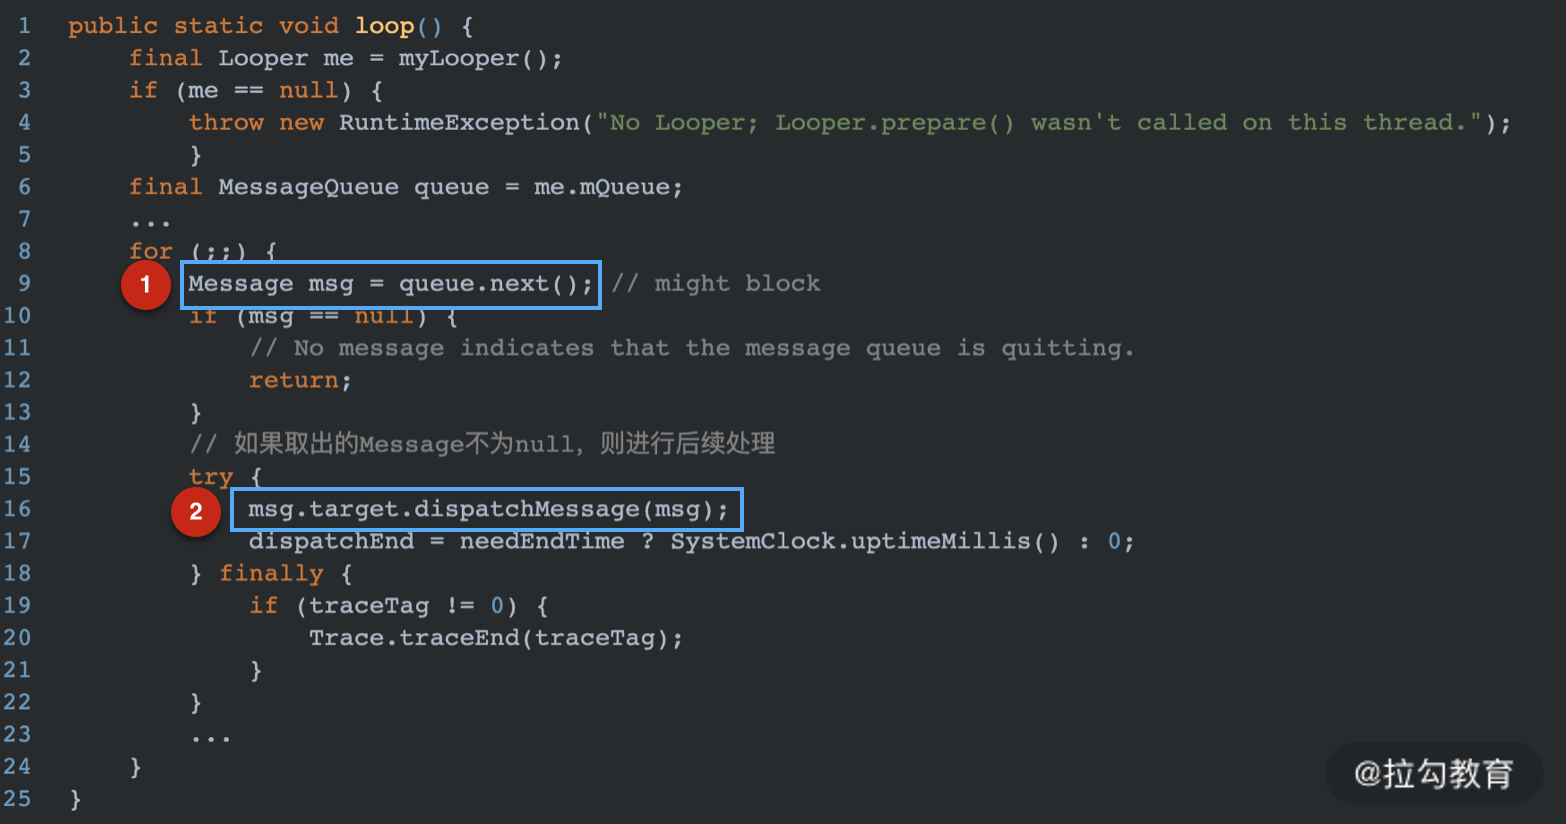 1 public static void loop() {
2 final Looper me = myLooper();
3 if (me == null) {
4 throw new RuntimeException("No Looper; Looper.prepare() wasn't called on this thread.");
5 }
6 final MessageQueue queue = me.mQueue;
7 ...
8 for (;;) {
1 9 Message msg = queue.next(); // might block
10 if (msg == null) {
11 // No message indicates that the message queue is quitting.
12 return;
13 }
14 // 如果取出的Message不为null，则进行后续处理
15 try {
2 16 msg.target.dispatchMessage(msg);
17 dispatchEnd = needEndTime ? SystemClock.uptimeMillis() : 0;
18 } finally {
19 if (traceTag != 0) {
20 Trace.traceEnd(traceTag);
21 }
22 }
23 ...
24 }
25 }
@拉勾教育